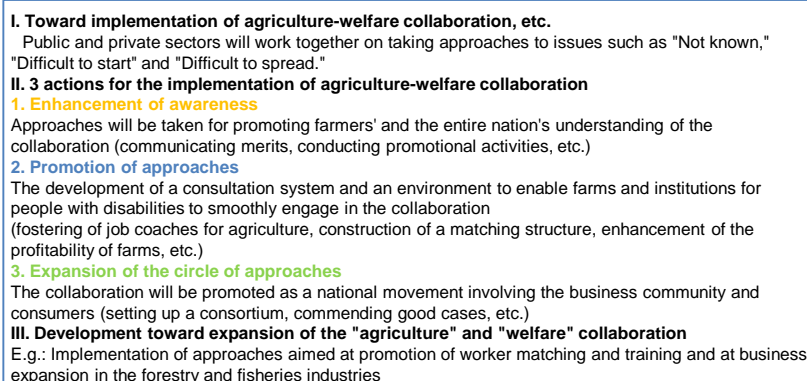 I. Toward implementation of agriculture-welfare collaboration, etc.
Public and private sectors will work together on taking approaches to issues such as "Not known,"
"Difficult to start" and "Difficult to spread."
II. 3 actions for the implementation of agriculture-welfare collaboration
1. Enhancement of awareness
Approaches will be taken for promoting farmers' and the entire nation's understanding of the
collaboration (communicating merits, conducting promotional activities, etc.)
2. Promotion of approaches
The development of a consultation system and an environment to enable farms and institutions for
people with disabilities to smoothly engage in the collaboration
(fostering of job coaches for agriculture, construction of a matching structure, enhancement of the
profitability of farms, etc.)
3. Expansion of the circle of approaches
The collaboration will be promoted as a national movement involving the business community and
consumers (setting up a consortium, commending good cases, etc.)
III. Development toward expansion of the "agriculture" and "welfare" collaboration
E.g.: Implementation of approaches aimed at promotion of worker matching and training and at business
expansion in the forestry and fisheries industries